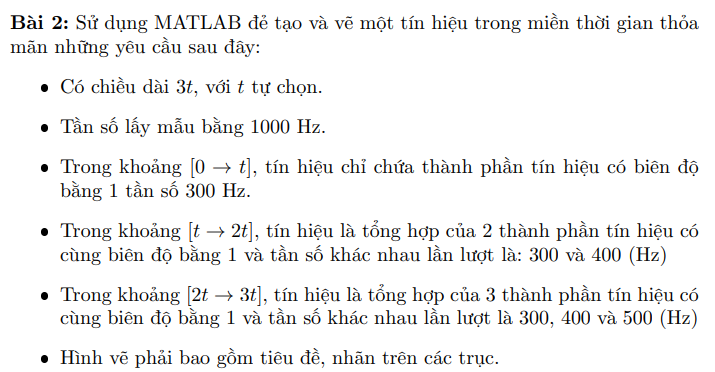 Bài 2: Sử dụng MATLAB đẻ tạo và vẽ một tín hiệu trong miền thời gian thỏa
mãn những yêu cầu sau đây:
• Có chiều dài 3t, với t tự chọn.
• Tần số lấy mẫu bằng 1000 Hz.
• Trong khoảng [0 → t], tín hiệu chỉ chứa thành phần tín hiệu có biên độ
bằng 1 tần số 300 Hz.
• Trong khoảng [t → 2t], tín hiệu là tổng hợp của 2 thành phần tín hiệu có
cùng biên độ bằng 1 và tần số khác nhau lần lượt là: 300 và 400 (Hz)
• Trong khoảng [2t → 3t], tín hiệu là tổng hợp của 3 thành phần tín hiệu có
cùng biên độ bằng 1 và tần số khác nhau lần lượt là 300, 400 và 500 (Hz)
• Hình vẽ phải bao gồm tiêu đề, nhãn trên các trục.